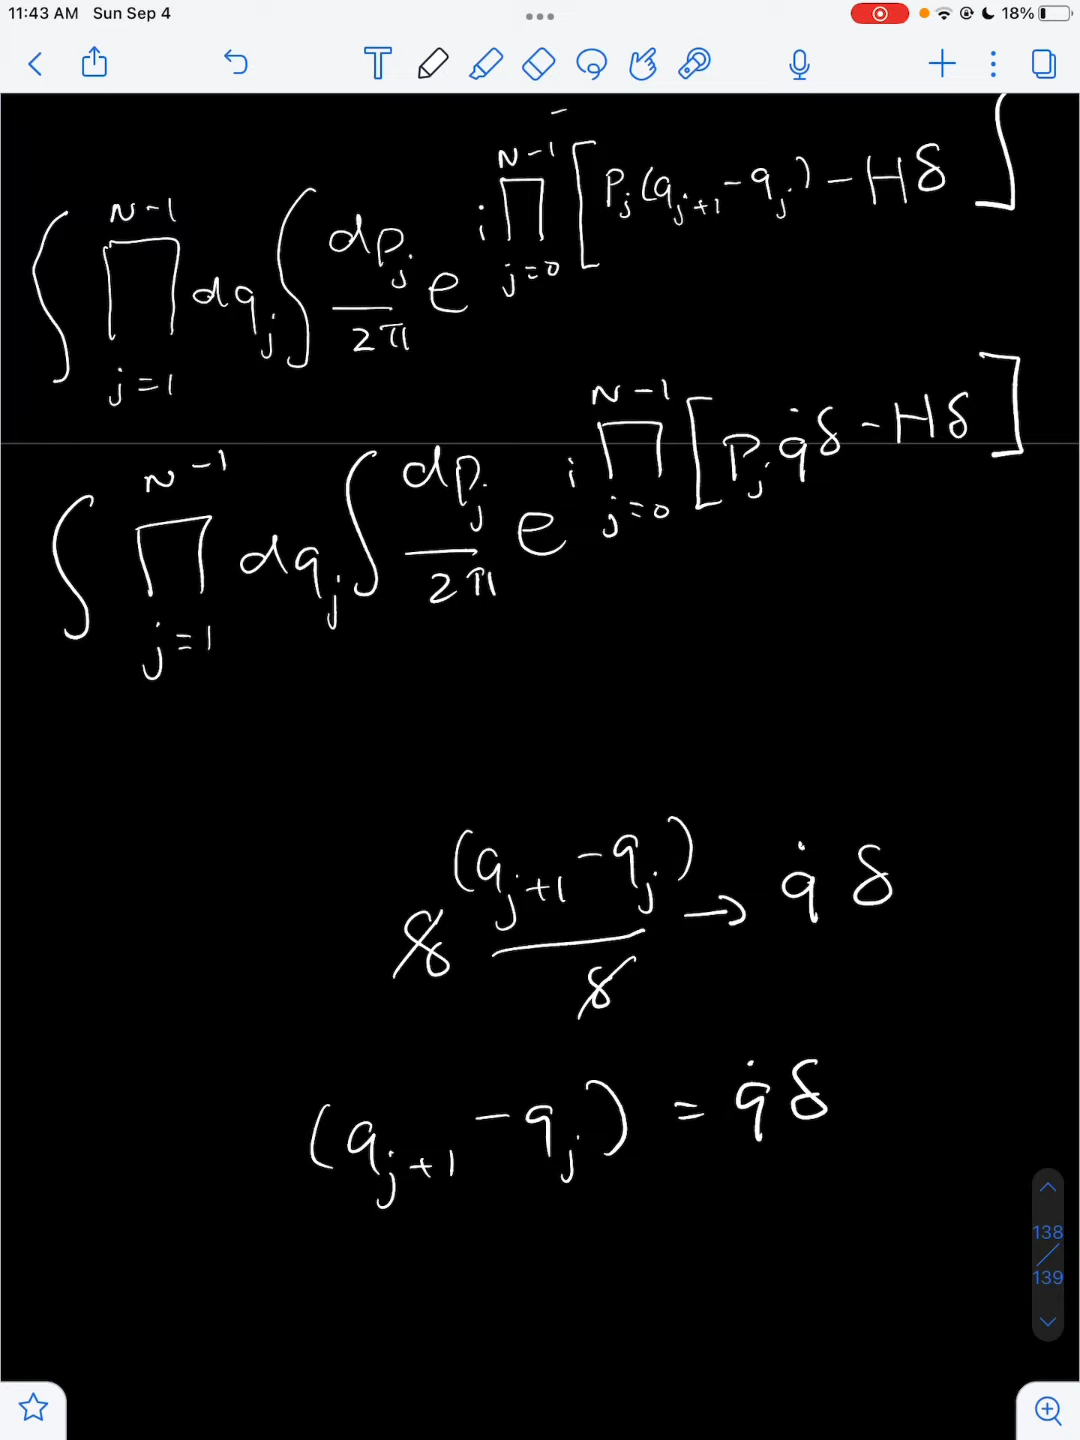 11:43 AM Sun Sep 4 18%
T
∫ ∏_{j=1}^{N-1} dq_j ∫ dp_j/2π e^{i ∏_{j=0}^{N-1} [P_j(q_{j+1} - q_j) - Hδ]}
∫ ∏_{j=1}^{N-1} dq_j ∫ dp_j/2π e^{i ∏_{j=0}^{N-1} [P_j q̇δ - Hδ]}
δ (q_{j+1} - q_j)/δ → q̇ δ
(q_{j+1} - q_j) = q̇ δ
138
139